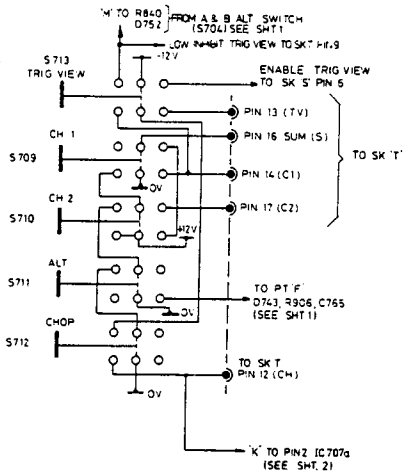 'M' TO R840
D752
FROM A & B ALT SWITCH
(S704) SEE SHT 1
LOW INHIBIT TRIG VIEW TO SKT PIN 9
-12V
S713
TRIG VIEW
ENABLE TRIG VIEW
TO SK 'S' PIN 6
PIN 13 (TV)
PIN 16 SUM (S)
TO SK 'T'
CH 1
S709
PIN 14 (C1)
0V
CH 2
PIN 17 (C2)
S710
+12V
ALT
S711
TO PT 'F'
D743, R906, C765
(SEE SHT 1)
0V
CHOP
S712
TO SK T
PIN 12 (CH)
0V
'K' TO PIN 2 IC707a
(SEE SHT. 2)